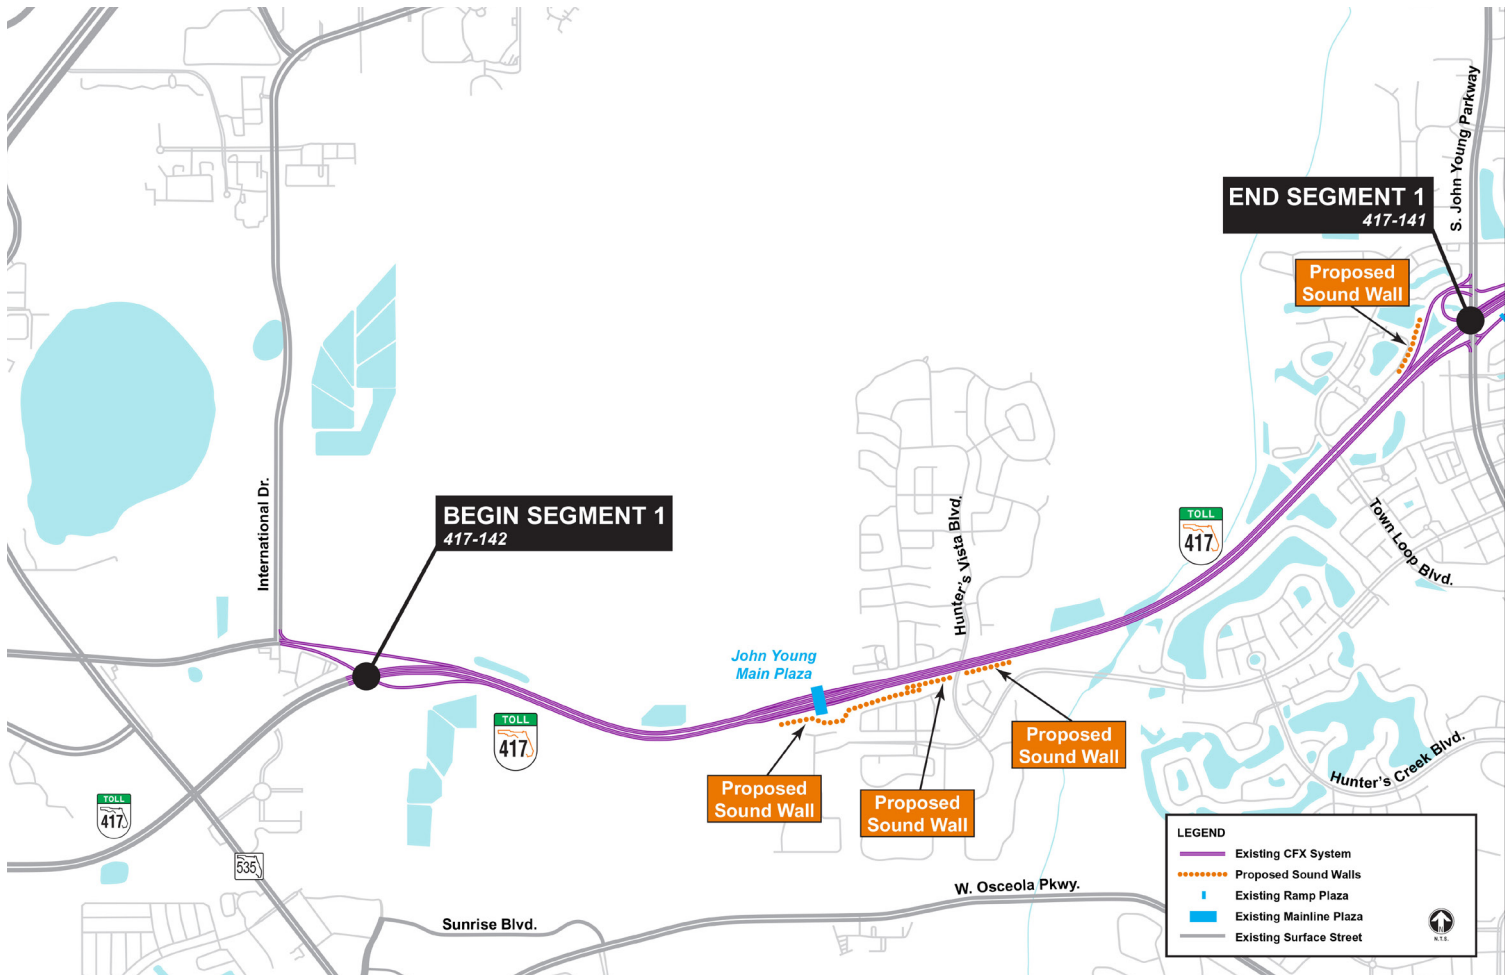 S. John Young Parkway
END SEGMENT 1
417-141
Proposed
Sound Wall
International Dr.
BEGIN SEGMENT 1
417-142
Hunter's Vista Blvd.
TOLL
417
Town Loop Blvd.
John Young
Main Plaza
TOLL
417
Proposed
Sound Wall
Proposed
Sound Wall
Proposed
Sound Wall
Hunter's Creek Blvd.
TOLL
417
535
W. Osceola Pkwy.
Sunrise Blvd.
LEGEND
Existing CFX System
Proposed Sound Walls
Existing Ramp Plaza
Existing Mainline Plaza
Existing Surface Street
N
N.T.S.